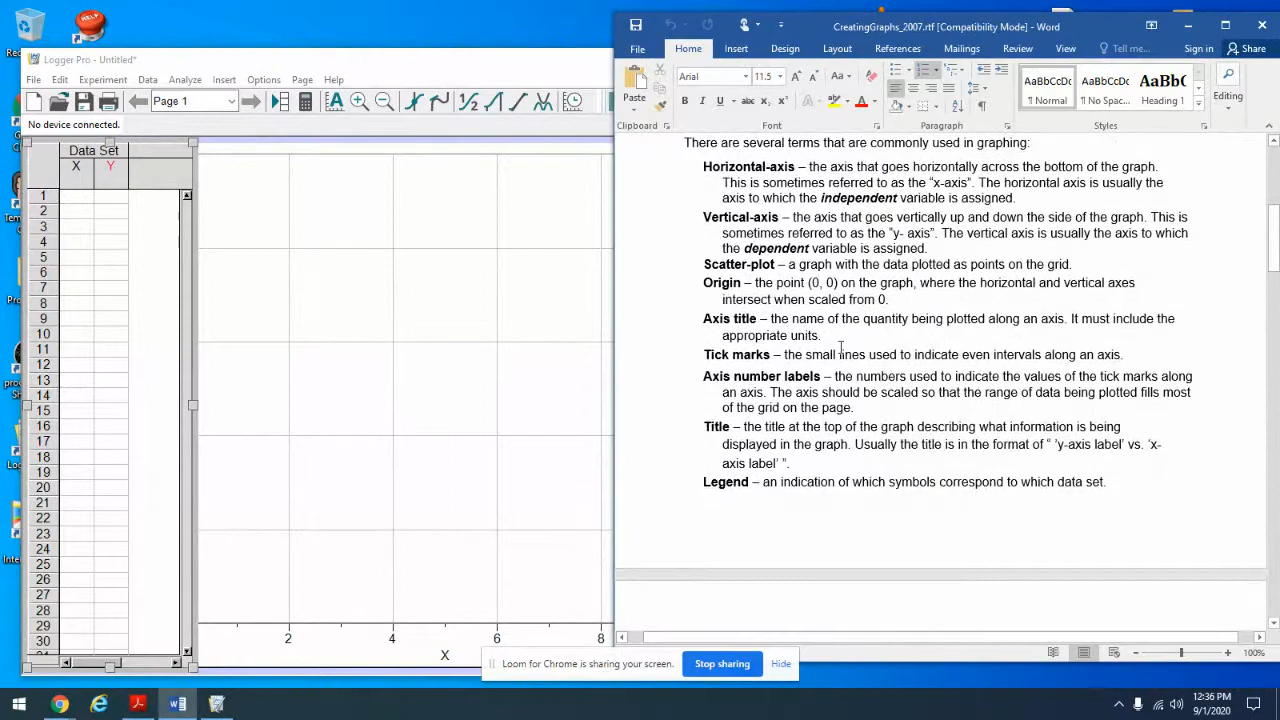 Logger Pro - Untitled*
File Edit Experiment Data Analyze Insert Options Page Help
Page 1
No device connected.
Data Set
X Y
1
2
3
4
5
6
7
8
9
10
11
12
13
14
15
16
17
18
19
20
21
22
23
24
25
26
27
28
29
30
2 4 6 8
X
CreatingGraphs_2007.rtf [Compatibility Mode] - Word
File Home Insert Design Layout References Mailings Review View Tell me... Sign in Share
Paste
Arial 11.5 A A Aa
B I U abc X₂ X² A A
AaBbCcDc AaBbCcDc AaBbC(
¶ Normal ¶ No Spac... Heading 1
Editing
Clipboard Font Paragraph Styles
There are several terms that are commonly used in graphing:
Horizontal-axis – the axis that goes horizontally across the bottom of the graph.
This is sometimes referred to as the “x-axis”. The horizontal axis is usually the
axis to which the independent variable is assigned.
Vertical-axis – the axis that goes vertically up and down the side of the graph. This is
sometimes referred to as the “y- axis”. The vertical axis is usually the axis to which
the dependent variable is assigned.
Scatter-plot – a graph with the data plotted as points on the grid.
Origin – the point (0, 0) on the graph, where the horizontal and vertical axes
intersect when scaled from 0.
Axis title – the name of the quantity being plotted along an axis. It must include the
appropriate units.
Tick marks – the small lines used to indicate even intervals along an axis.
Axis number labels – the numbers used to indicate the values of the tick marks along
an axis. The axis should be scaled so that the range of data being plotted fills most
of the grid on the page.
Title – the title at the top of the graph describing what information is being
displayed in the graph. Usually the title is in the format of “ ‘y-axis label’ vs. ‘x-
axis label’ ”.
Legend – an indication of which symbols correspond to which data set.
100%
Loom for Chrome is sharing your screen. Stop sharing Hide
12:36 PM
9/1/2020